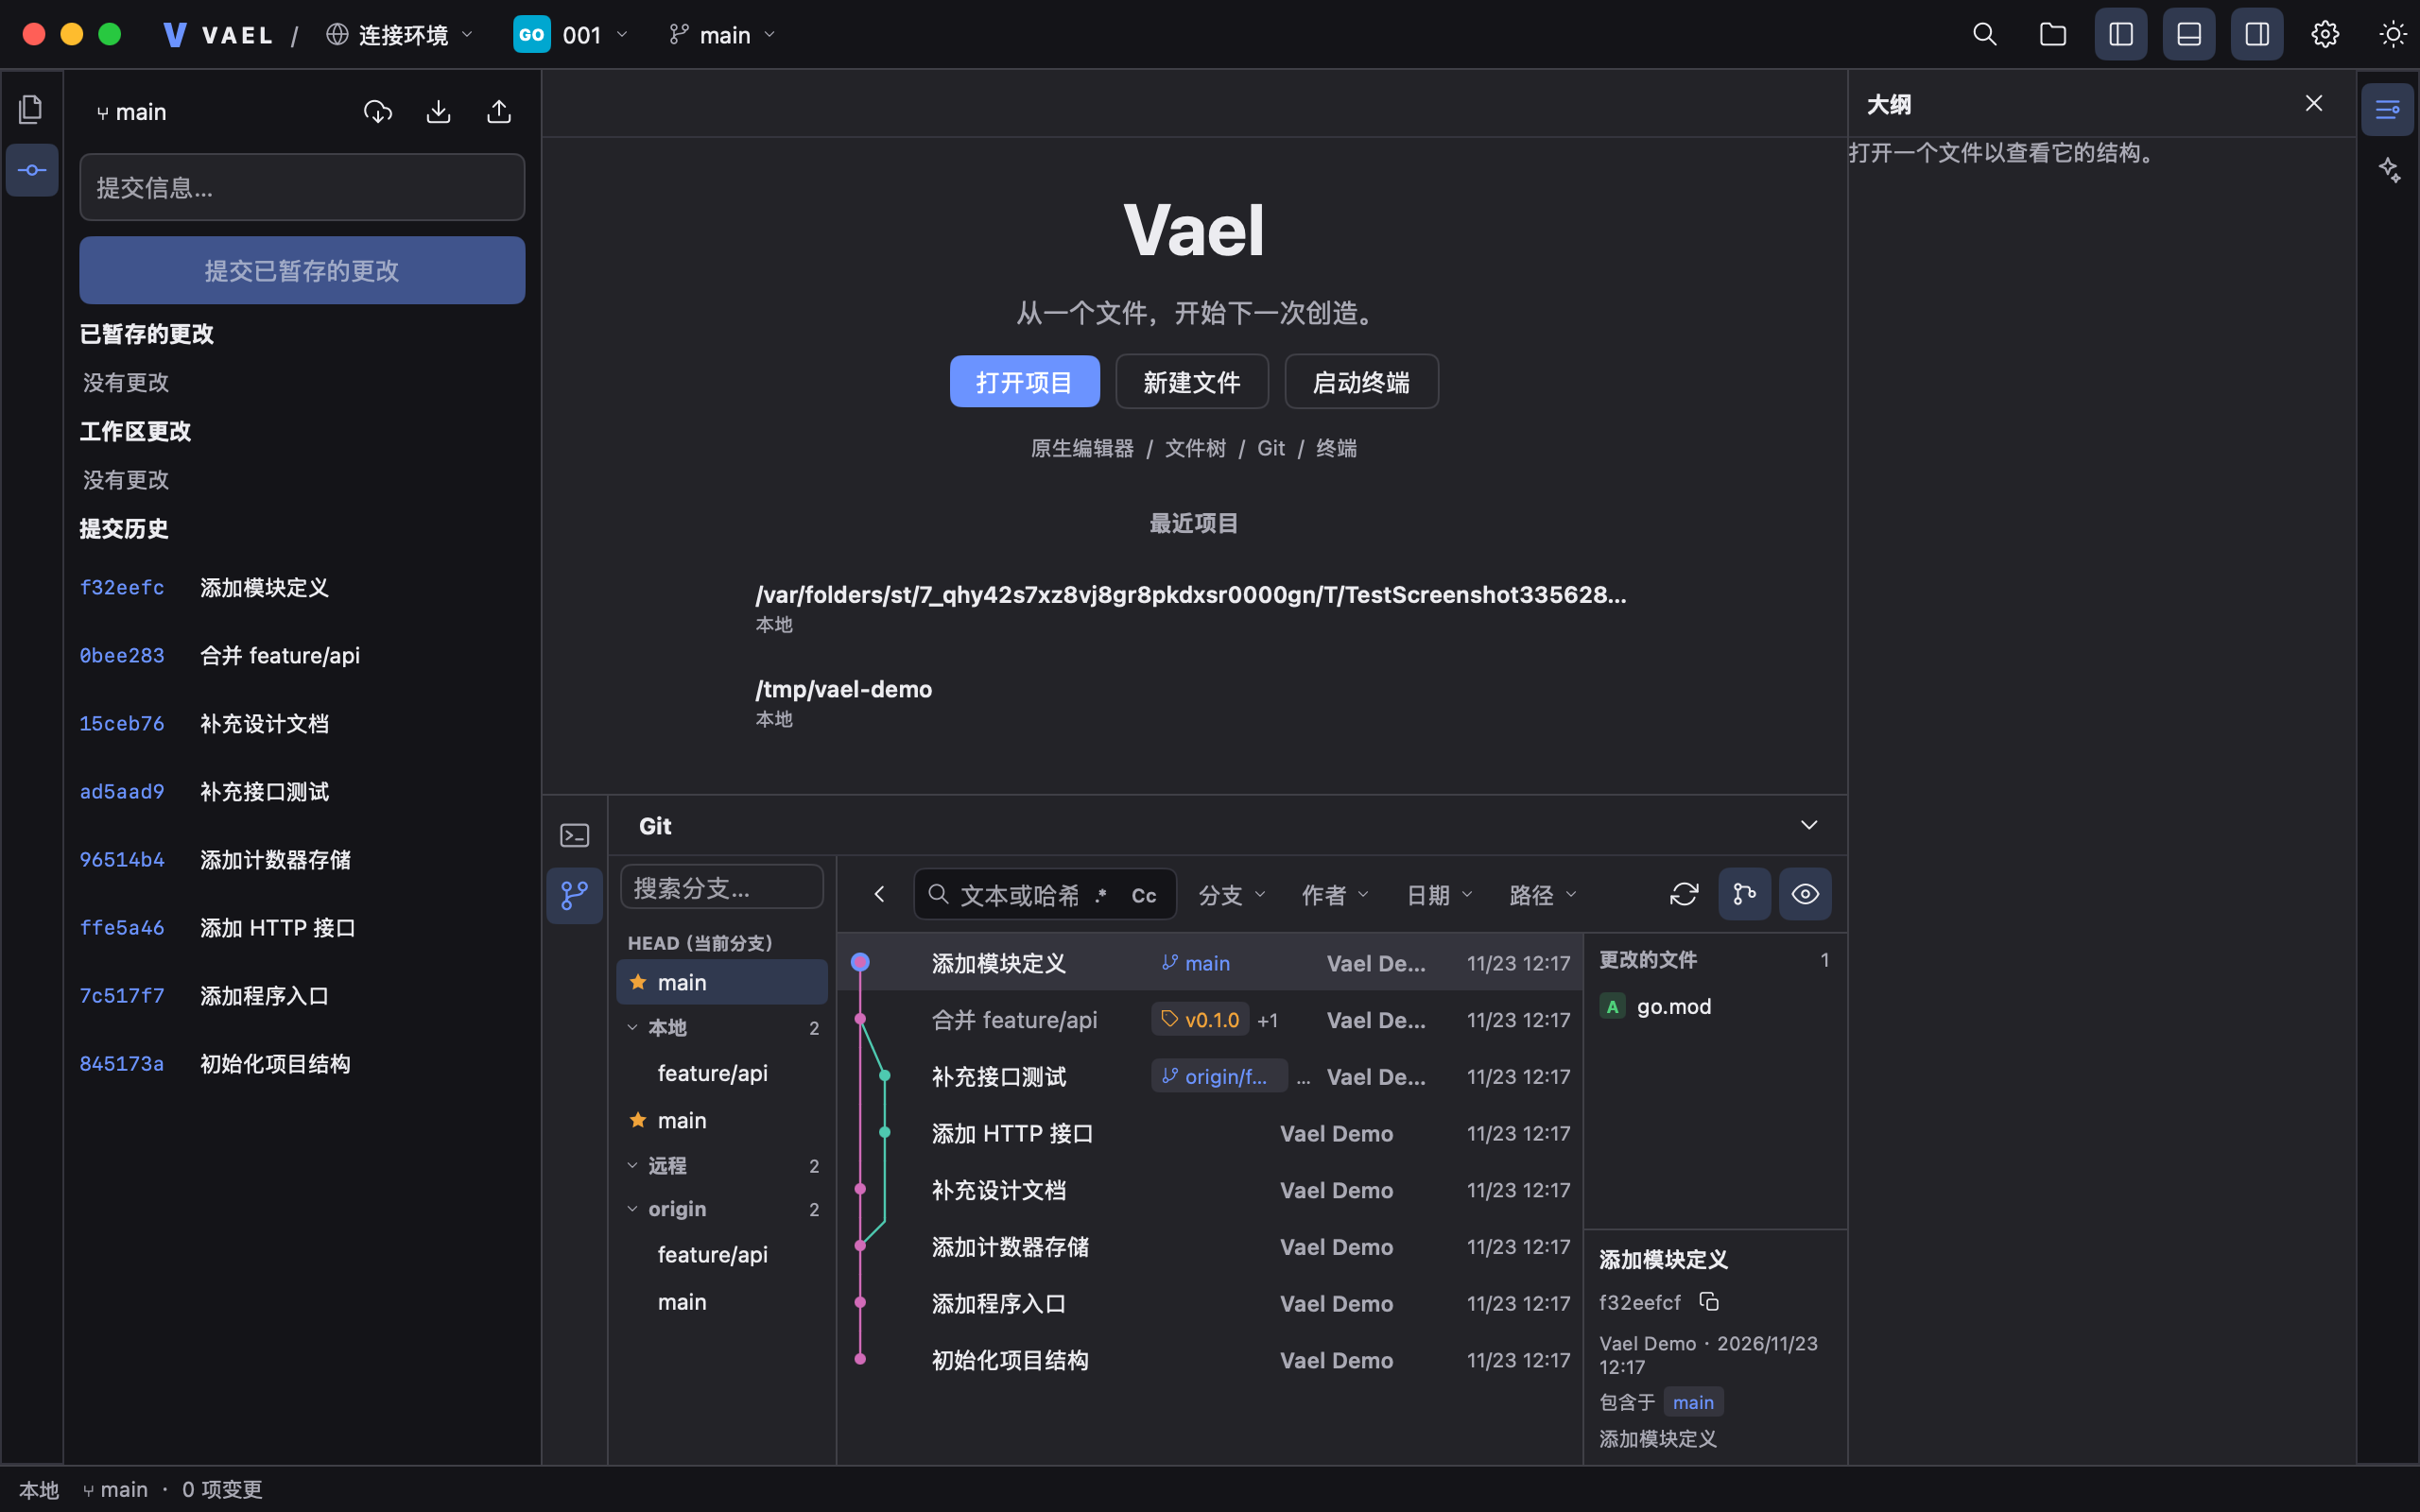 VAEL / 连接环境 GO 001 main
main
提交信息...
提交已暂存的更改
已暂存的更改
没有更改
工作区更改
没有更改
提交历史
f32eefc 添加模块定义
0bee283 合并 feature/api
15ceb76 补充设计文档
ad5aad9 补充接口测试
96514b4 添加计数器存储
ffe5a46 添加 HTTP 接口
7c517f7 添加程序入口
845173a 初始化项目结构
Vael
从一个文件，开始下一次创造。
打开项目 新建文件 启动终端
原生编辑器 / 文件树 / Git / 终端
最近项目
/var/folders/st/7_qhy42s7xz8vj8gr8pkdxsr0000gn/T/TestScreenshot335628...
本地
/tmp/vael-demo
本地
大纲
打开一个文件以查看它的结构。
Git
搜索分支...
HEAD (当前分支)
main
本地 2
feature/api
main
远程 2
origin 2
feature/api
main
文本或哈希 .* Cc 分支 作者 日期 路径
添加模块定义 main Vael De... 11/23 12:17
合并 feature/api v0.1.0 +1 Vael De... 11/23 12:17
补充接口测试 origin/f... ... Vael De... 11/23 12:17
添加 HTTP 接口 Vael Demo 11/23 12:17
补充设计文档 Vael Demo 11/23 12:17
添加计数器存储 Vael Demo 11/23 12:17
添加程序入口 Vael Demo 11/23 12:17
初始化项目结构 Vael Demo 11/23 12:17
更改的文件 1
A go.mod
添加模块定义
f32eefcf
Vael Demo · 2026/11/23
12:17
包含于 main
添加模块定义
本地 main · 0 项变更